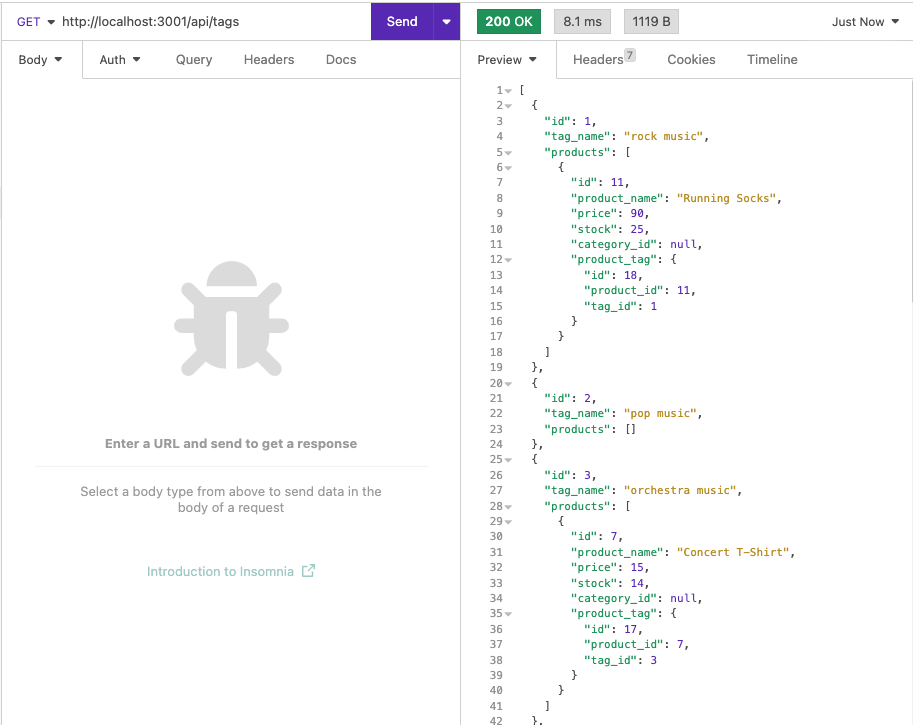 GET http://localhost:3001/api/tags Send 200 OK 8.1 ms 1119 B Just Now
Body Auth Query Headers Docs
Preview Headers 7 Cookies Timeline
Enter a URL and send to get a response
Select a body type from above to send data in the
body of a request
Introduction to Insomnia
1 [
2 {
3 "id": 1,
4 "tag_name": "rock music",
5 "products": [
6 {
7 "id": 11,
8 "product_name": "Running Socks",
9 "price": 90,
10 "stock": 25,
11 "category_id": null,
12 "product_tag": {
13 "id": 18,
14 "product_id": 11,
15 "tag_id": 1
16 }
17 }
18 ]
19 },
20 {
21 "id": 2,
22 "tag_name": "pop music",
23 "products": []
24 },
25 {
26 "id": 3,
27 "tag_name": "orchestra music",
28 "products": [
29 {
30 "id": 7,
31 "product_name": "Concert T-Shirt",
32 "price": 15,
33 "stock": 14,
34 "category_id": null,
35 "product_tag": {
36 "id": 17,
37 "product_id": 7,
38 "tag_id": 3
39 }
40 }
41 ]
42 },